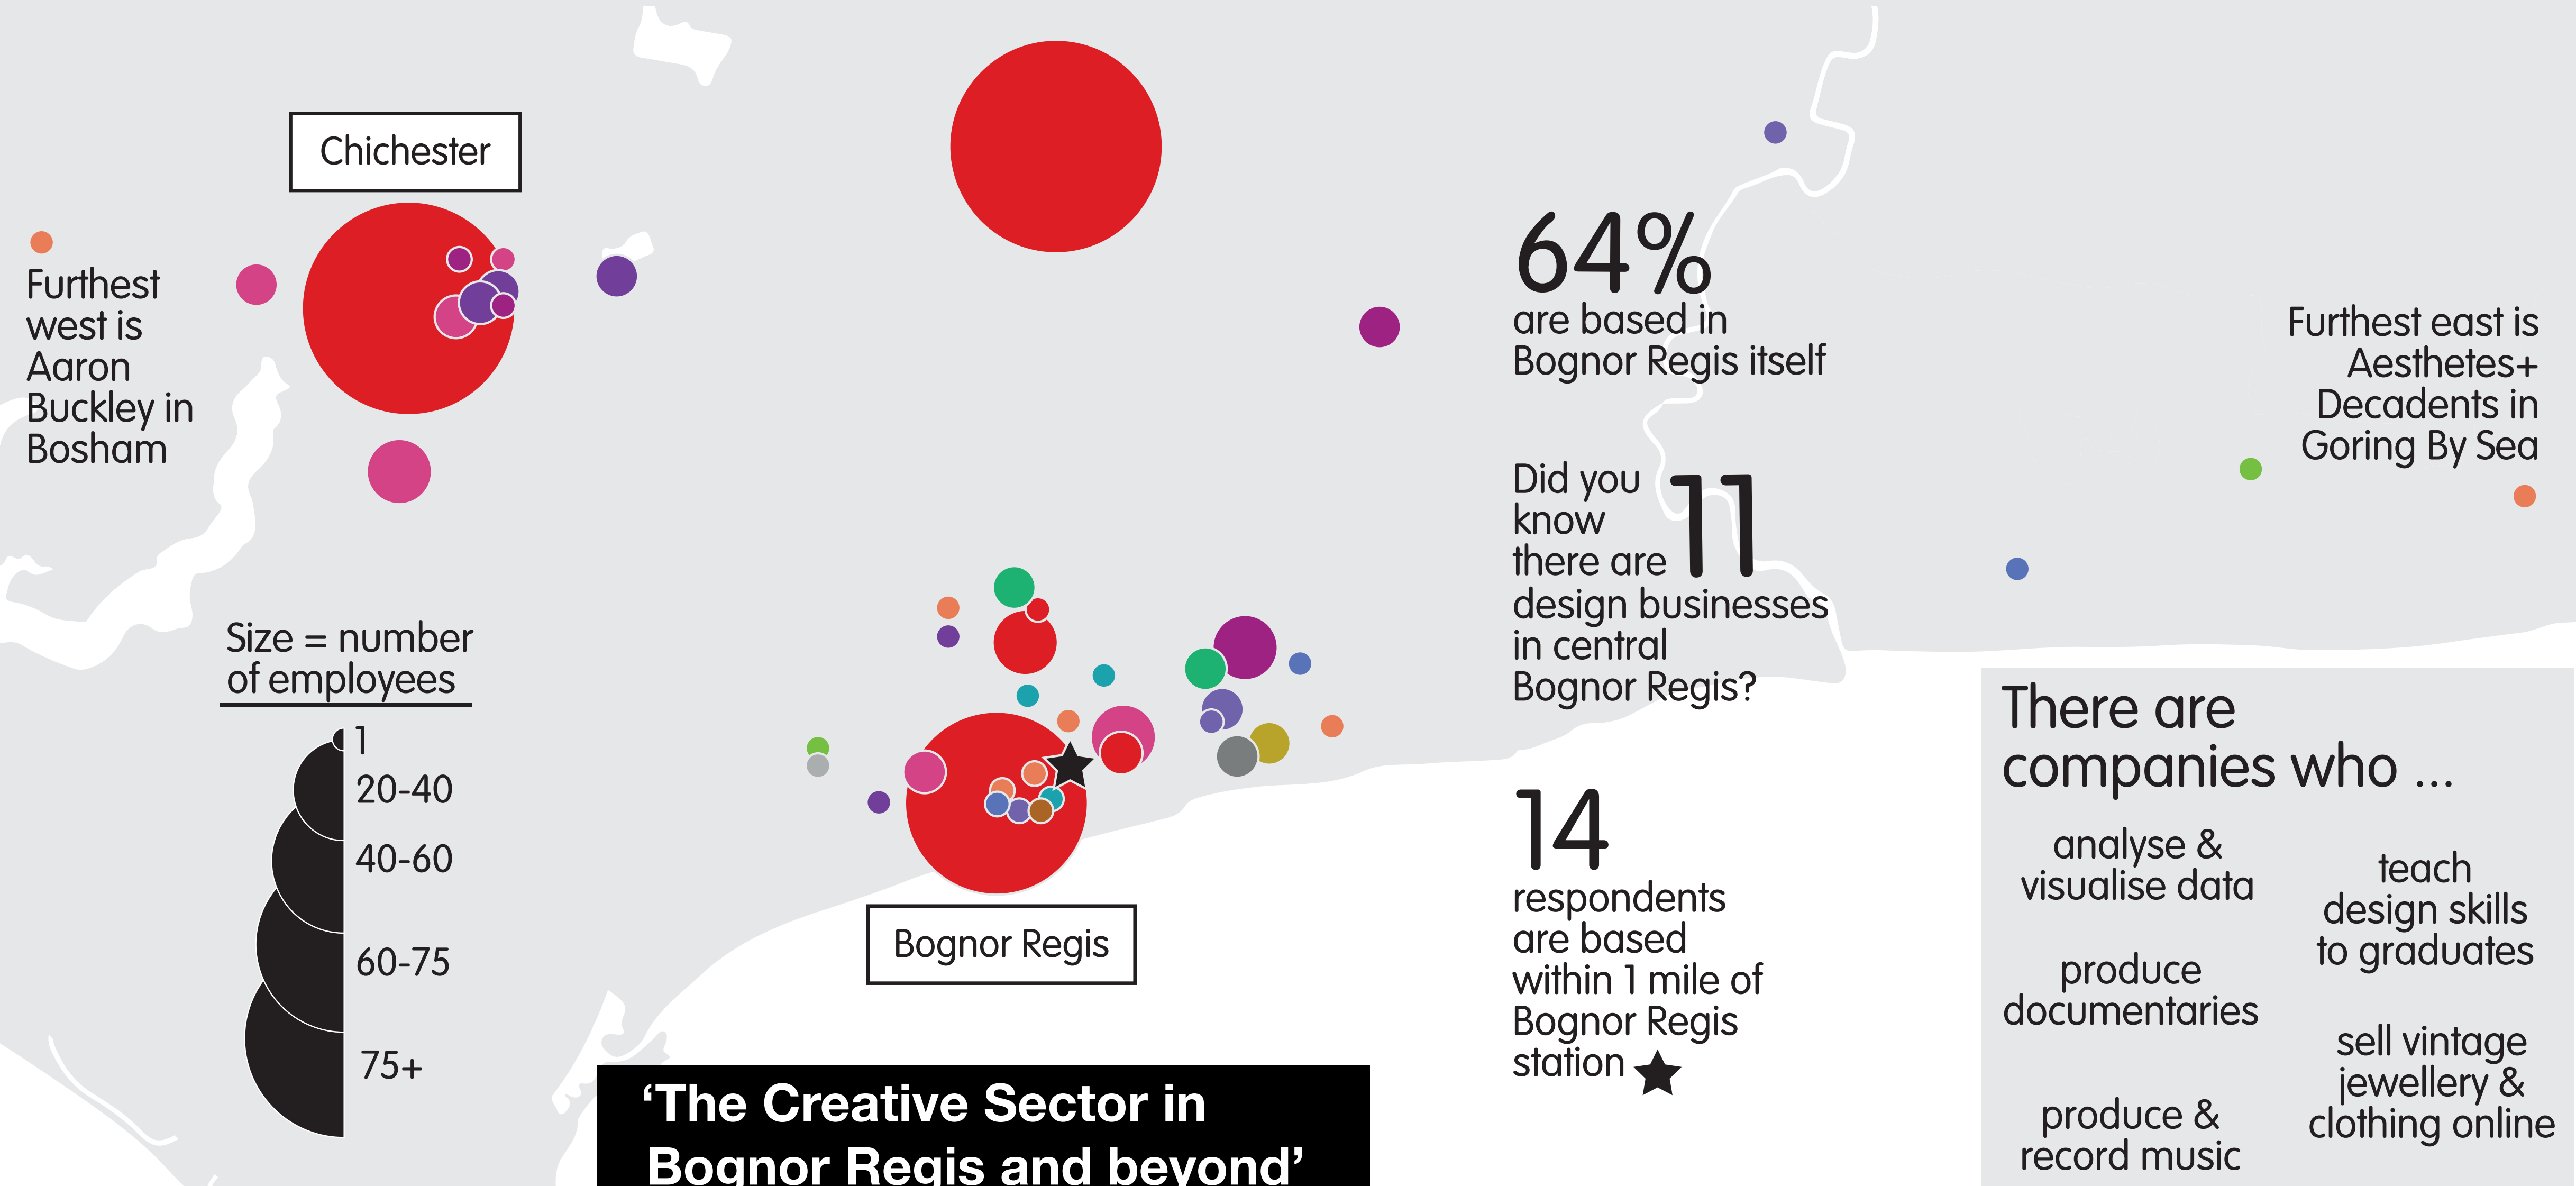 Chichester
Furthest
west is
Aaron
Buckley in
Bosham
Size = number
of employees
1
20-40
40-60
60-75
75+
Bognor Regis
‘The Creative Sector in
Bognor Regis and beyond’
64%
are based in
Bognor Regis itself
Did you
know
there are 11
design businesses
in central
Bognor Regis?
14
respondents
are based
within 1 mile of
Bognor Regis
station
Furthest east is
Aesthetes+
Decadents in
Goring By Sea
There are
companies who ...
analyse &
visualise data
teach
design skills
to graduates
produce
documentaries
sell vintage
jewellery &
clothing online
produce &
record music